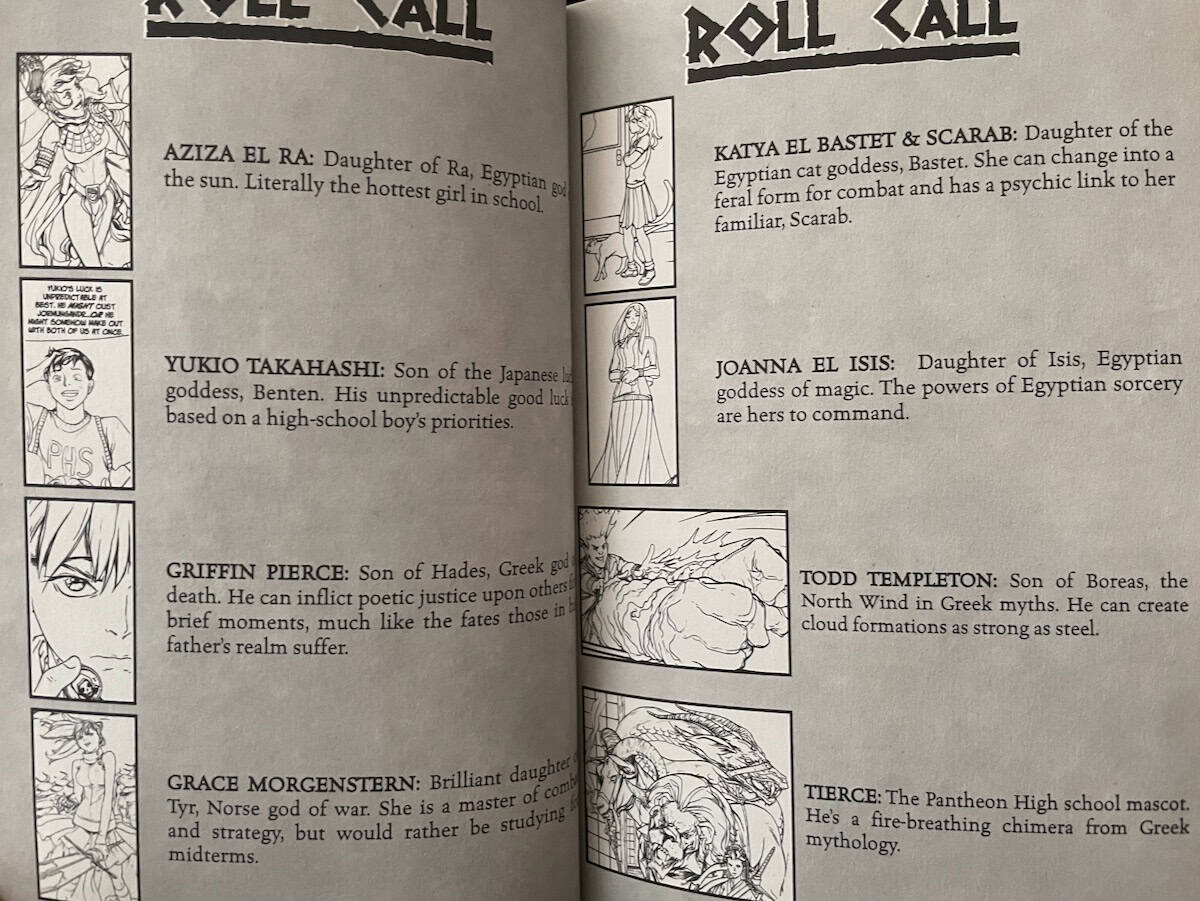 ROLL CALL
AZIZA EL RA: Daughter of Ra, Egyptian god
the sun. Literally the hottest girl in school.
YUKIO'S LUCK IS
UNPREDICTABLE AT
BEST. HE MIGHT OUST
JORMUNGANDR...OR HE
MIGHT SOMEHOW MAKE OUT
WITH BOTH OF US AT ONCE...
PHS
YUKIO TAKAHASHI: Son of the Japanese
goddess, Benten. His unpredictable good luck
based on a high-school boy's priorities.
GRIFFIN PIERCE: Son of Hades, Greek god
death. He can inflict poetic justice upon others
brief moments, much like the fates those in
father's realm suffer.
GRACE MORGENSTERN: Brilliant daughter
Tyr, Norse god of war. She is a master of
and strategy, but would rather be studying
midterms.
ROLL CALL
KATYA EL BASTET & SCARAB: Daughter of the
Egyptian cat goddess, Bastet. She can change into a
feral form for combat and has a psychic link to her
familiar, Scarab.
JOANNA EL ISIS: Daughter of Isis, Egyptian
goddess of magic. The powers of Egyptian sorcery
are hers to command.
TODD TEMPLETON: Son of Boreas, the
North Wind in Greek myths. He can create
cloud formations as strong as steel.
TIERCE: The Pantheon High school mascot.
He's a fire-breathing chimera from Greek
mythology.